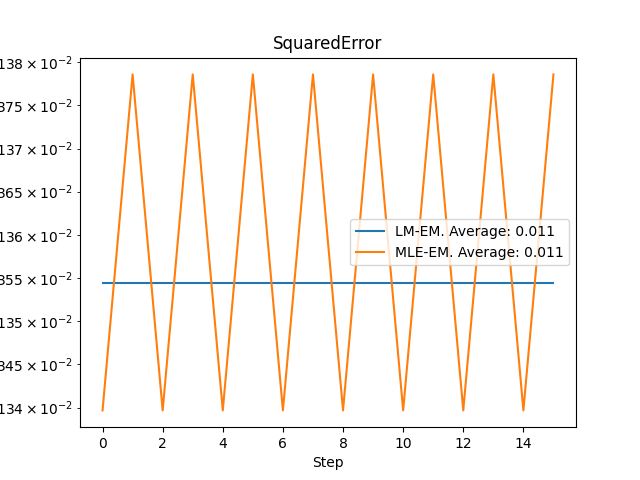 SquaredError
138 × 10⁻²
375 × 10⁻²
137 × 10⁻²
365 × 10⁻²
136 × 10⁻²
355 × 10⁻²
135 × 10⁻²
345 × 10⁻²
134 × 10⁻²
LM-EM. Average: 0.011
MLE-EM. Average: 0.011
0 2 4 6 8 10 12 14
Step